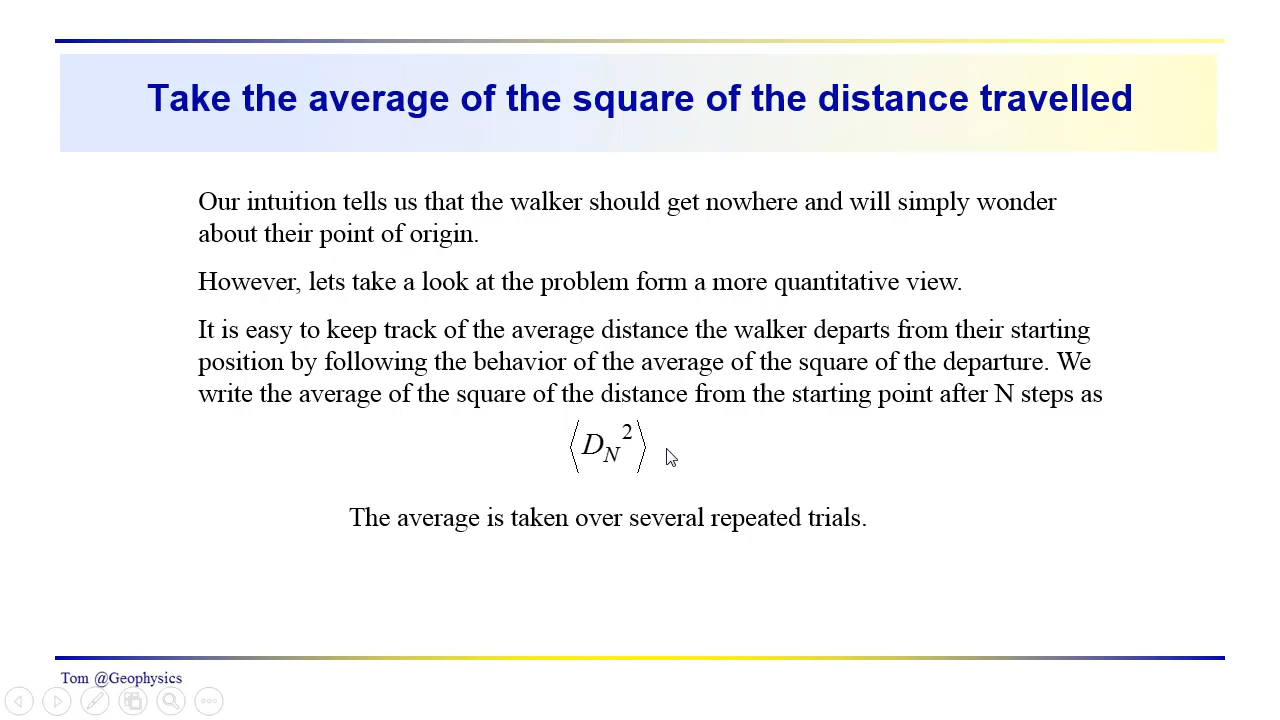 Take the average of the square of the distance travelled
Our intuition tells us that the walker should get nowhere and will simply wonder
about their point of origin.
However, lets take a look at the problem form a more quantitative view.
It is easy to keep track of the average distance the walker departs from their starting
position by following the behavior of the average of the square of the departure. We
write the average of the square of the distance from the starting point after N steps as
⟨D_N²⟩
The average is taken over several repeated trials.
Tom @Geophysics